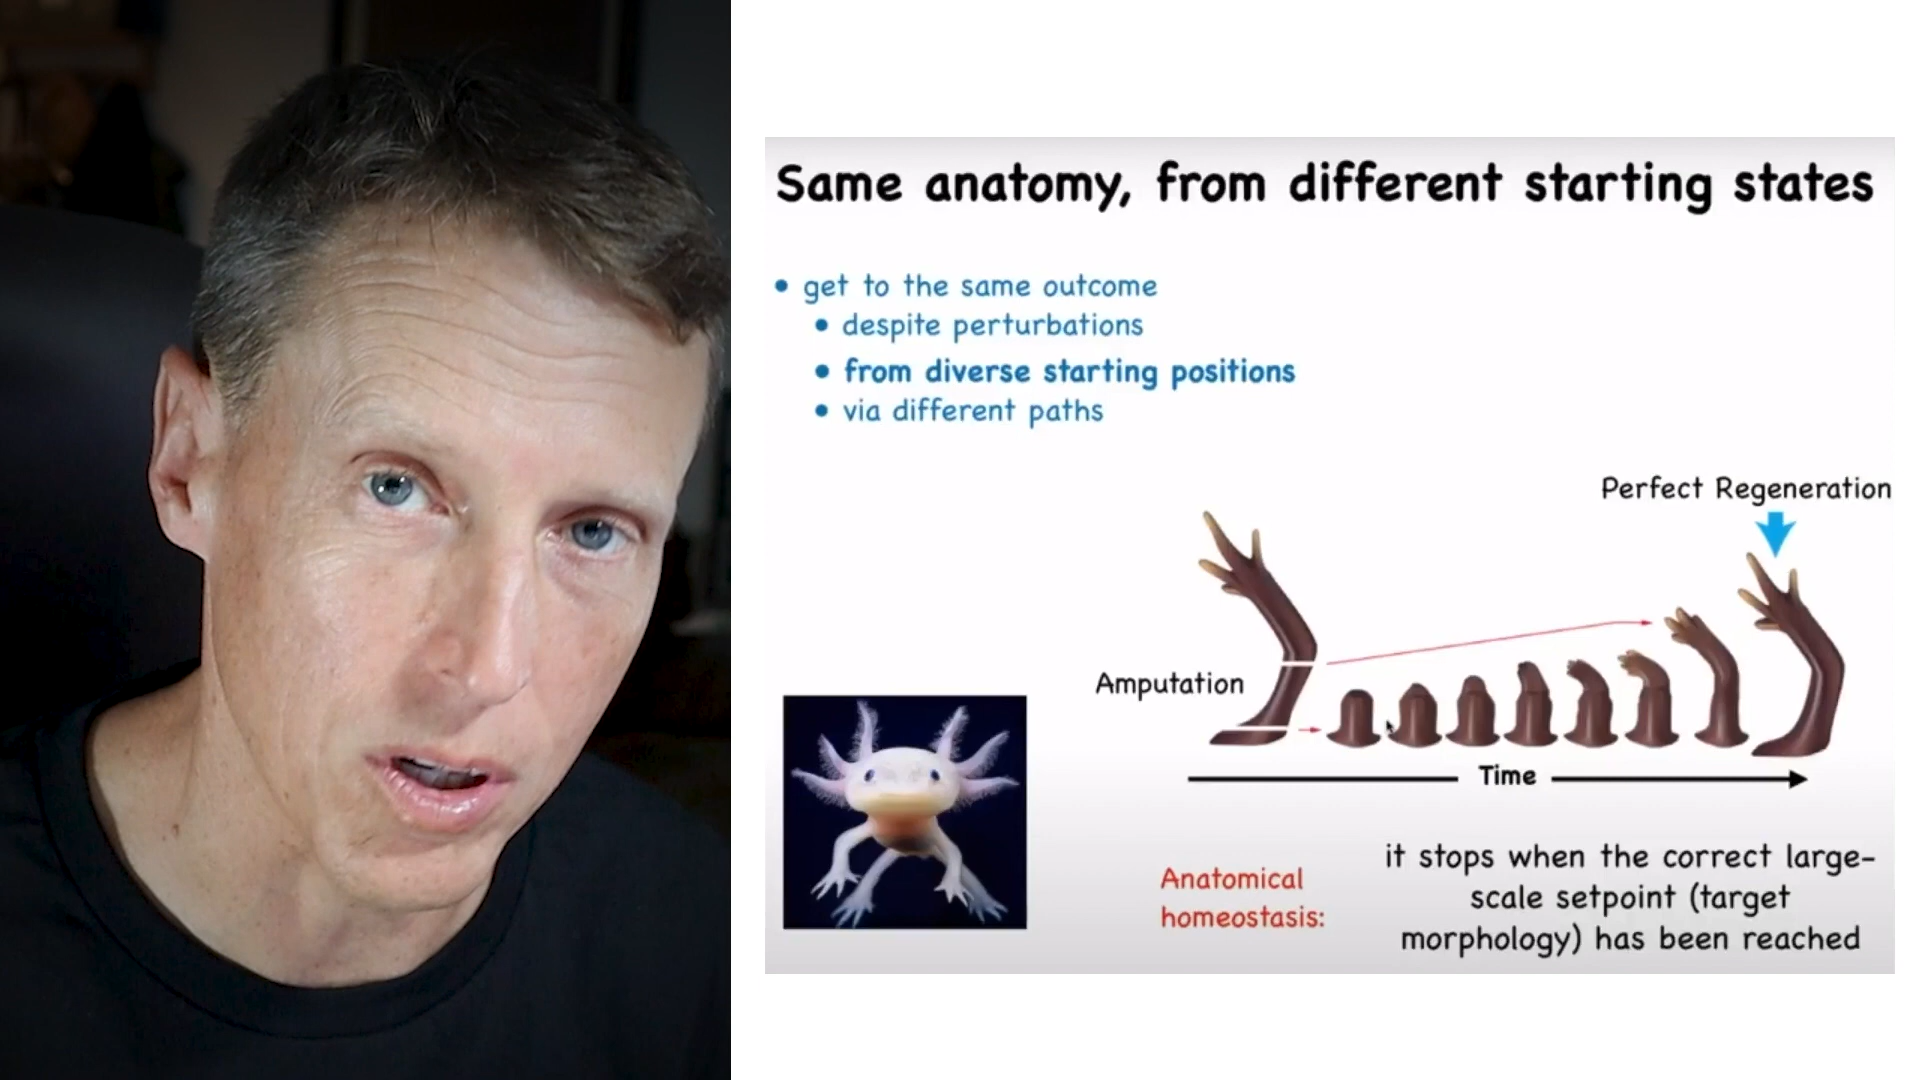 Same anatomy, from different starting states
• get to the same outcome
• despite perturbations
• from diverse starting positions
• via different paths
Perfect Regeneration
Amputation
Time
Anatomical
homeostasis:
it stops when the correct large-
scale setpoint (target
morphology) has been reached